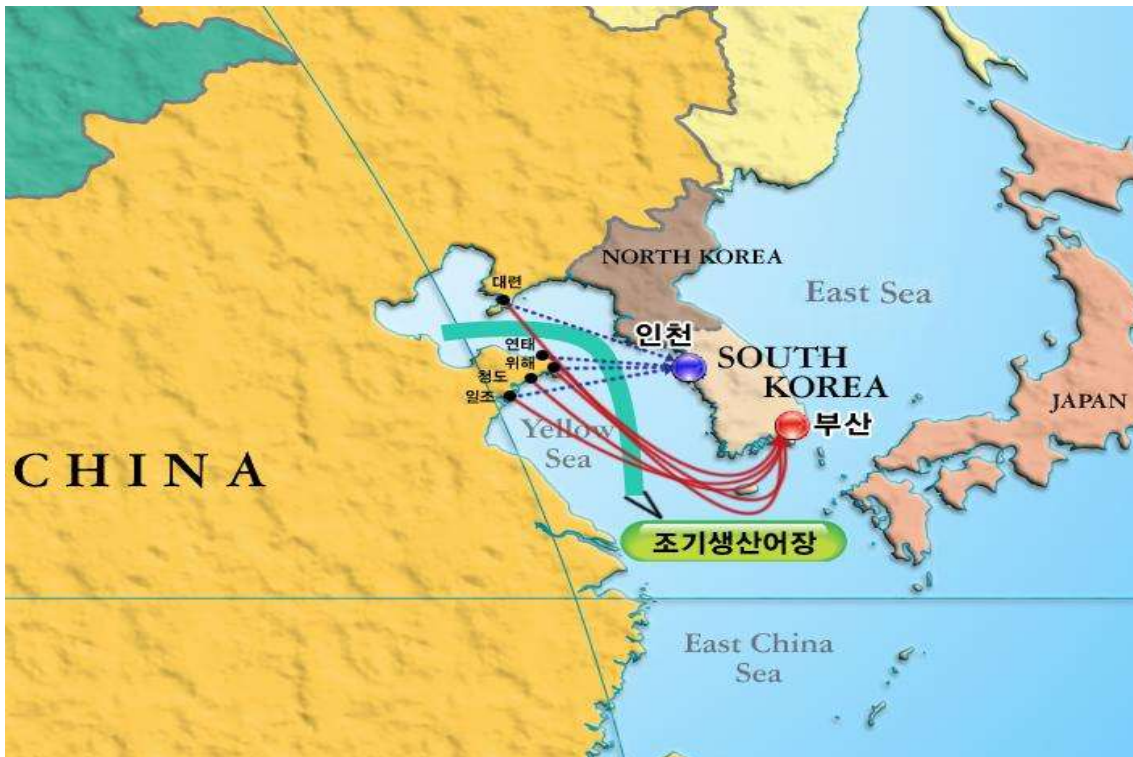 NORTH KOREA
대련
East Sea
인천
연태
위해
SOUTH
KOREA
청도
일조
JAPAN
부산
Yellow
Sea
CHINA
조기생산어장
East China
Sea